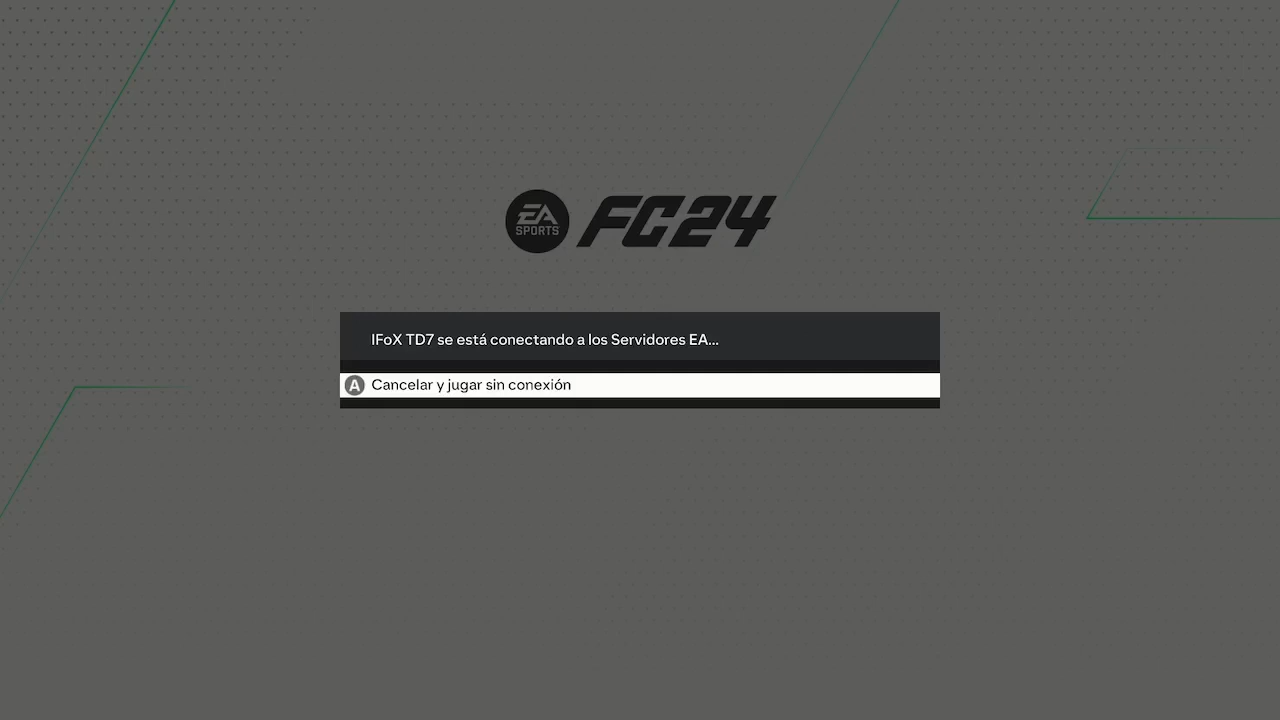 EA SPORTS FC24
IFoX TD7 se está conectando a los Servidores EA...
A Cancelar y jugar sin conexión